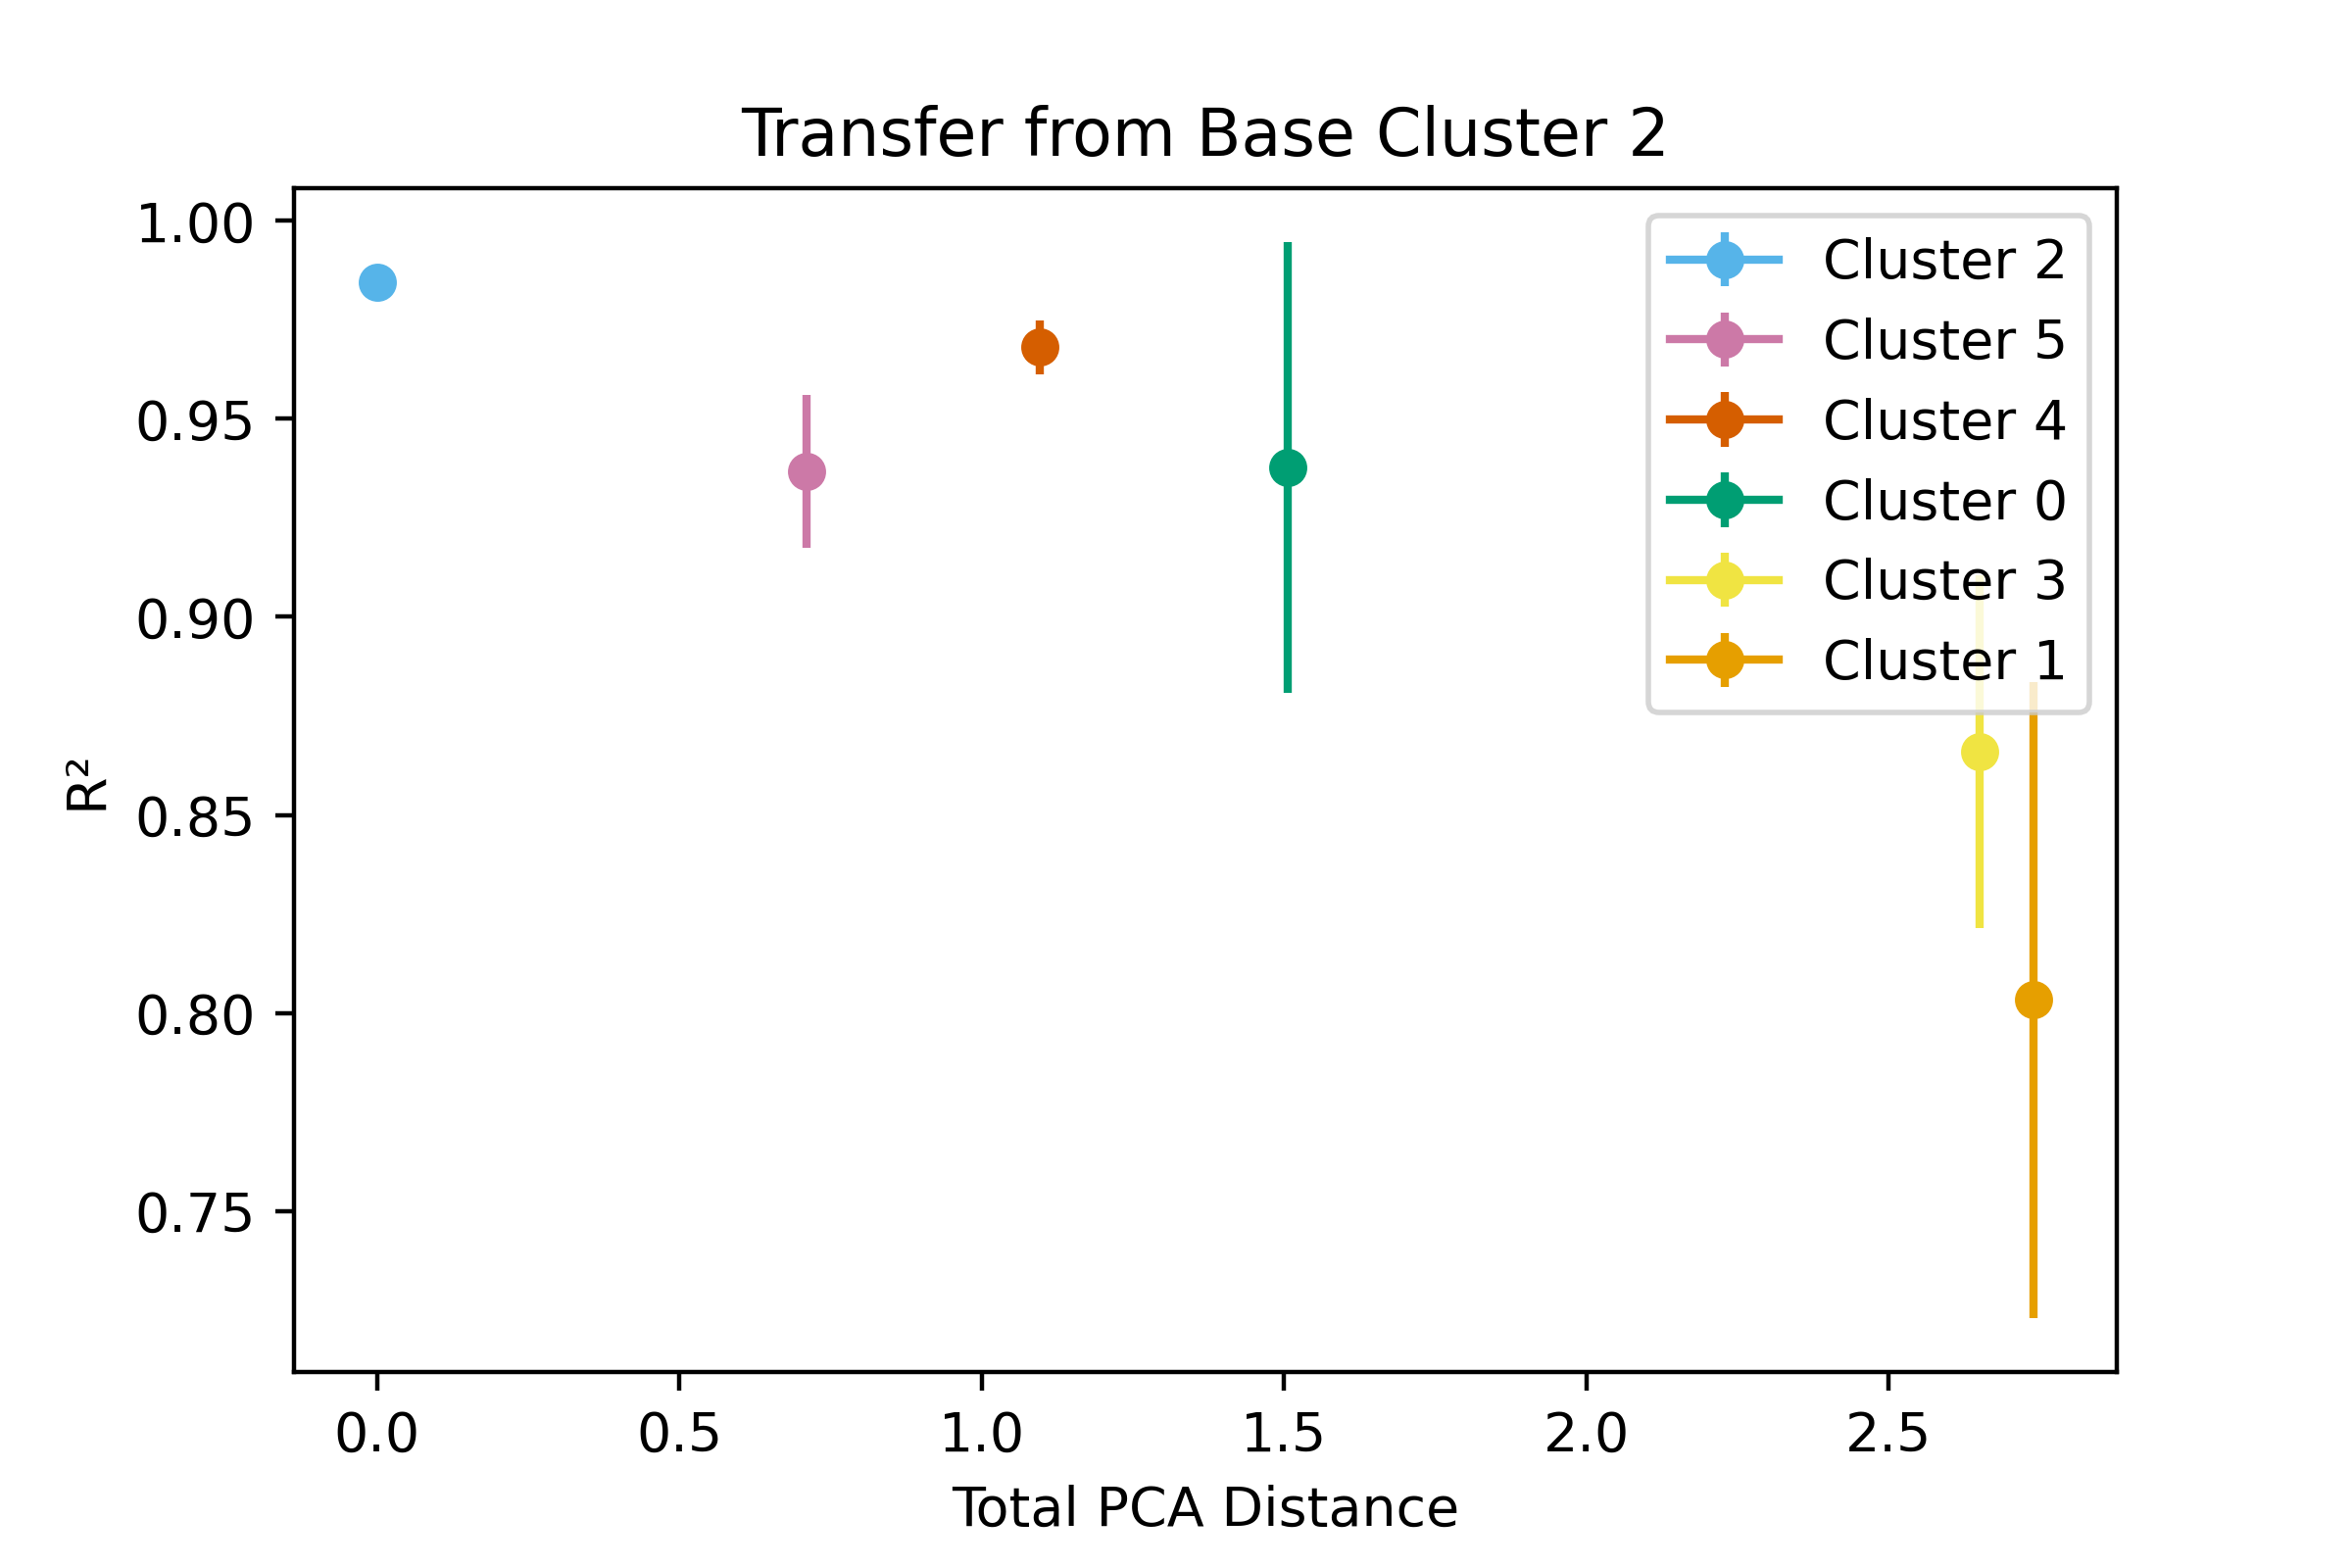 Transfer from Base Cluster 2
1.00
0.95
0.90
0.85
0.80
0.75
R²
Cluster 2
Cluster 5
Cluster 4
Cluster 0
Cluster 3
Cluster 1
0.0 0.5 1.0 1.5 2.0 2.5
Total PCA Distance